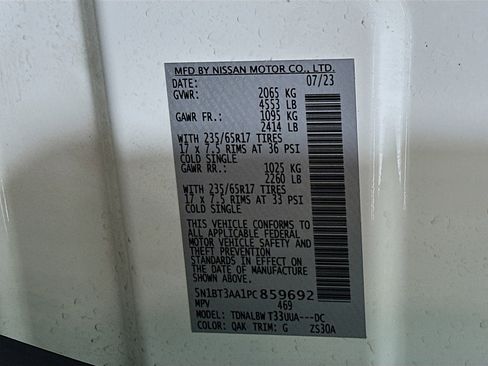 MFD BY NISSAN MOTOR CO., LTD.
DATE: 07/23
GVWR: 2065 KG
4553 LB
GAWR FR.: 1095 KG
2414 LB
WITH 235/65R17 TIRES
17 x 7.5 RIMS AT 36 PSI
COLD SINGLE
GAWR RR.: 1025 KG
2260 LB
WITH 235/65R17 TIRES
17 x 7.5 RIMS AT 33 PSI
COLD SINGLE
THIS VEHICLE CONFORMS TO
ALL APPLICABLE FEDERAL
MOTOR VEHICLE SAFETY AND
THEFT PREVENTION
STANDARDS IN EFFECT ON
THE DATE OF MANUFACTURE
SHOWN ABOVE.
5N1BT3AA1PC859692
MPV 469
MODEL: TDNALBW T33UUA---DC
COLOR: QAK TRIM: G ZS30A